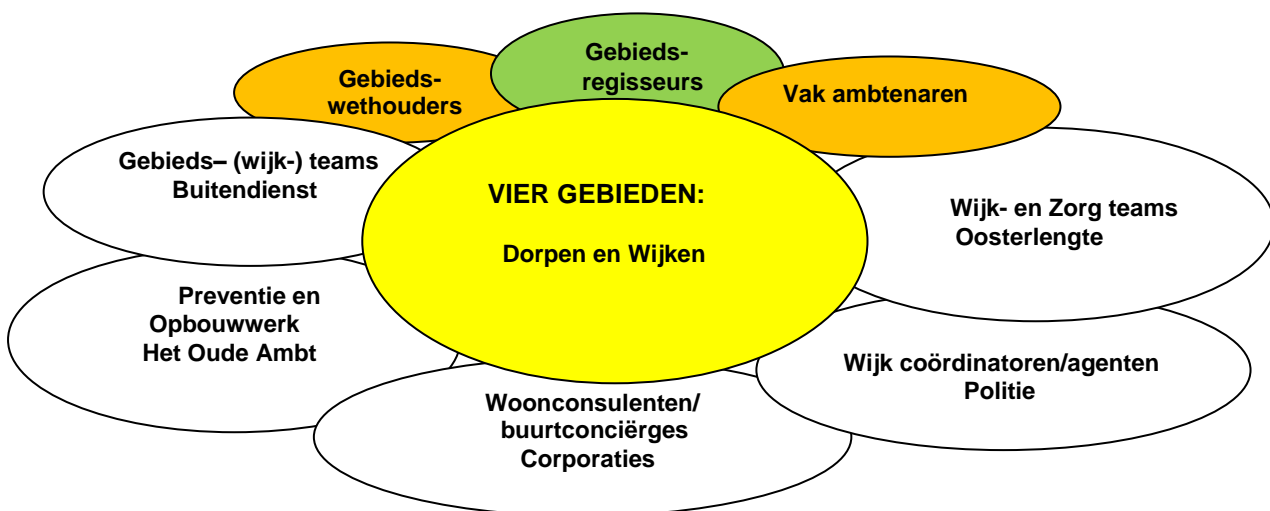 Gebieds-
regisseurs
Gebieds-
wethouders
Vak ambtenaren
Gebieds– (wijk-) teams
Buitendienst
VIER GEBIEDEN:
Dorpen en Wijken
Wijk- en Zorg teams
Oosterlengte
Preventie en
Opbouwwerk
Het Oude Ambt
Wijk coördinatoren/agenten
Politie
Woonconsulenten/
buurtconciërges
Corporaties